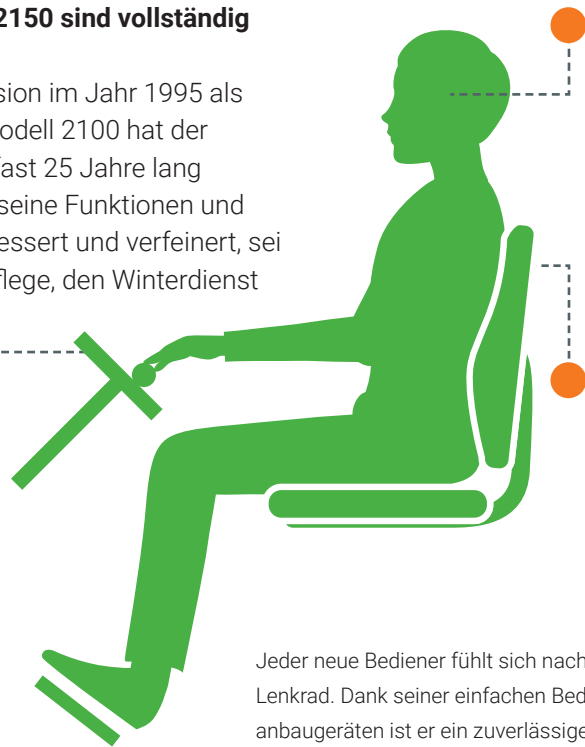 2150 sind vollständig
sion im Jahr 1995 als
odell 2100 hat der
fast 25 Jahre lang
seine Funktionen und
essert und verfeinert, sei
flege, den Winterdienst
Jeder neue Bediener fühlt sich nach
Lenkrad. Dank seiner einfachen Bed
anbaugeräten ist er ein zuverlässige